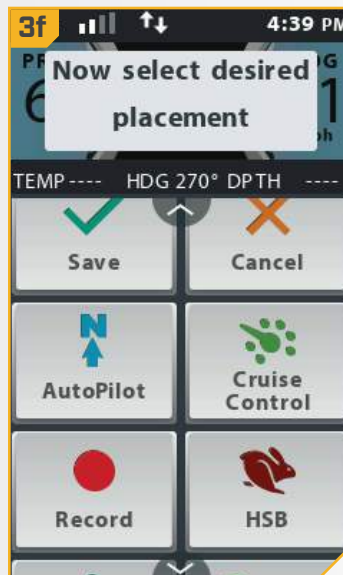 3f
4:39 PM
Now select desired
placement
TEMP ---- HDG 270° DPTH ----
Save Cancel
AutoPilot Cruise
Control
Record HSB